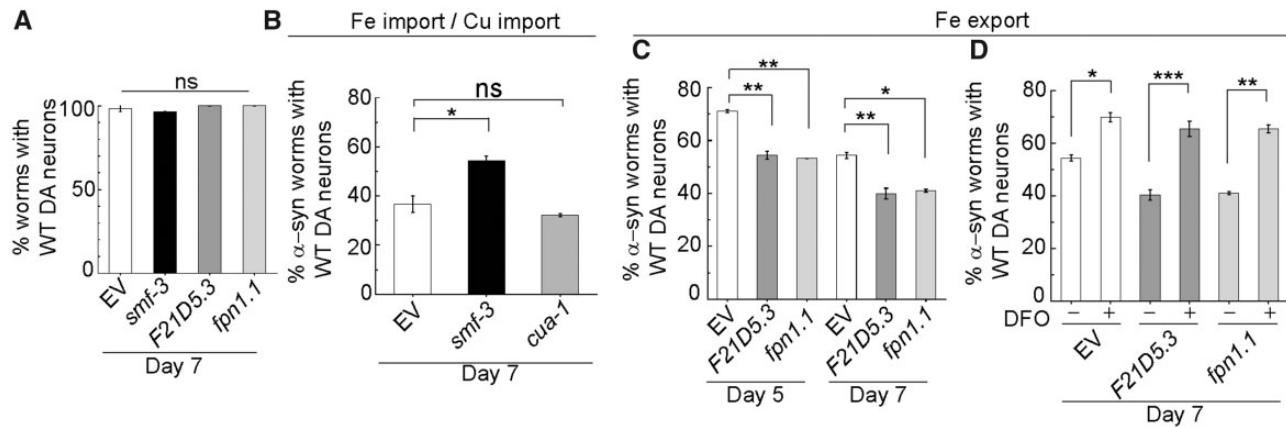 A
% worms with
WT DA neurons
100
50
0
ns
EV
smf-3
F21D5.3
fpn1.1
Day 7
B
Fe import / Cu import
% α-syn worms with
WT DA neurons
80
60
40
20
0
ns
*
EV
smf-3
cua-1
Day 7
Fe export
C
% α-syn worms with
WT DA neurons
80
60
40
20
0
**
**
*
**
EV
F21D5.3
fpn1.1
EV
F21D5.3
fpn1.1
Day 5
Day 7
D
% α-syn worms with
WT DA neurons
80
60
40
20
0
*
***
**
DFO − + − + − +
EV
F21D5.3
fpn1.1
Day 7